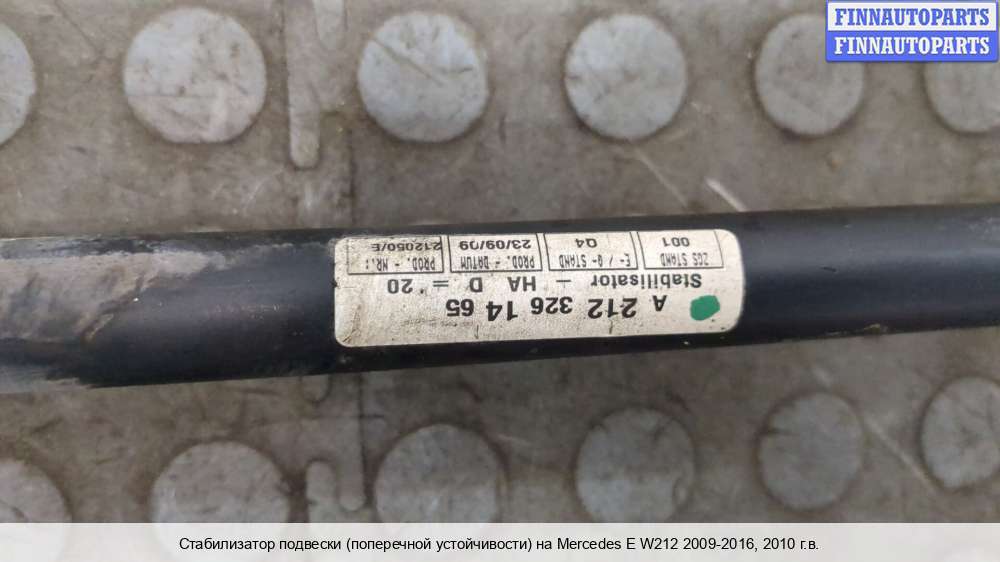 FINNAUTOPARTS
FINNAUTOPARTS
A 212 326 14 65
Stabilisator - HA D = 20
ZGS STAND
E- / Q- STAND
PROD. - DATUM
PROD. - NR.:
001
Q4
23/09/09
212050/E
Стабилизатор подвески (поперечной устойчивости) на Mercedes E W212 2009-2016, 2010 г.в.